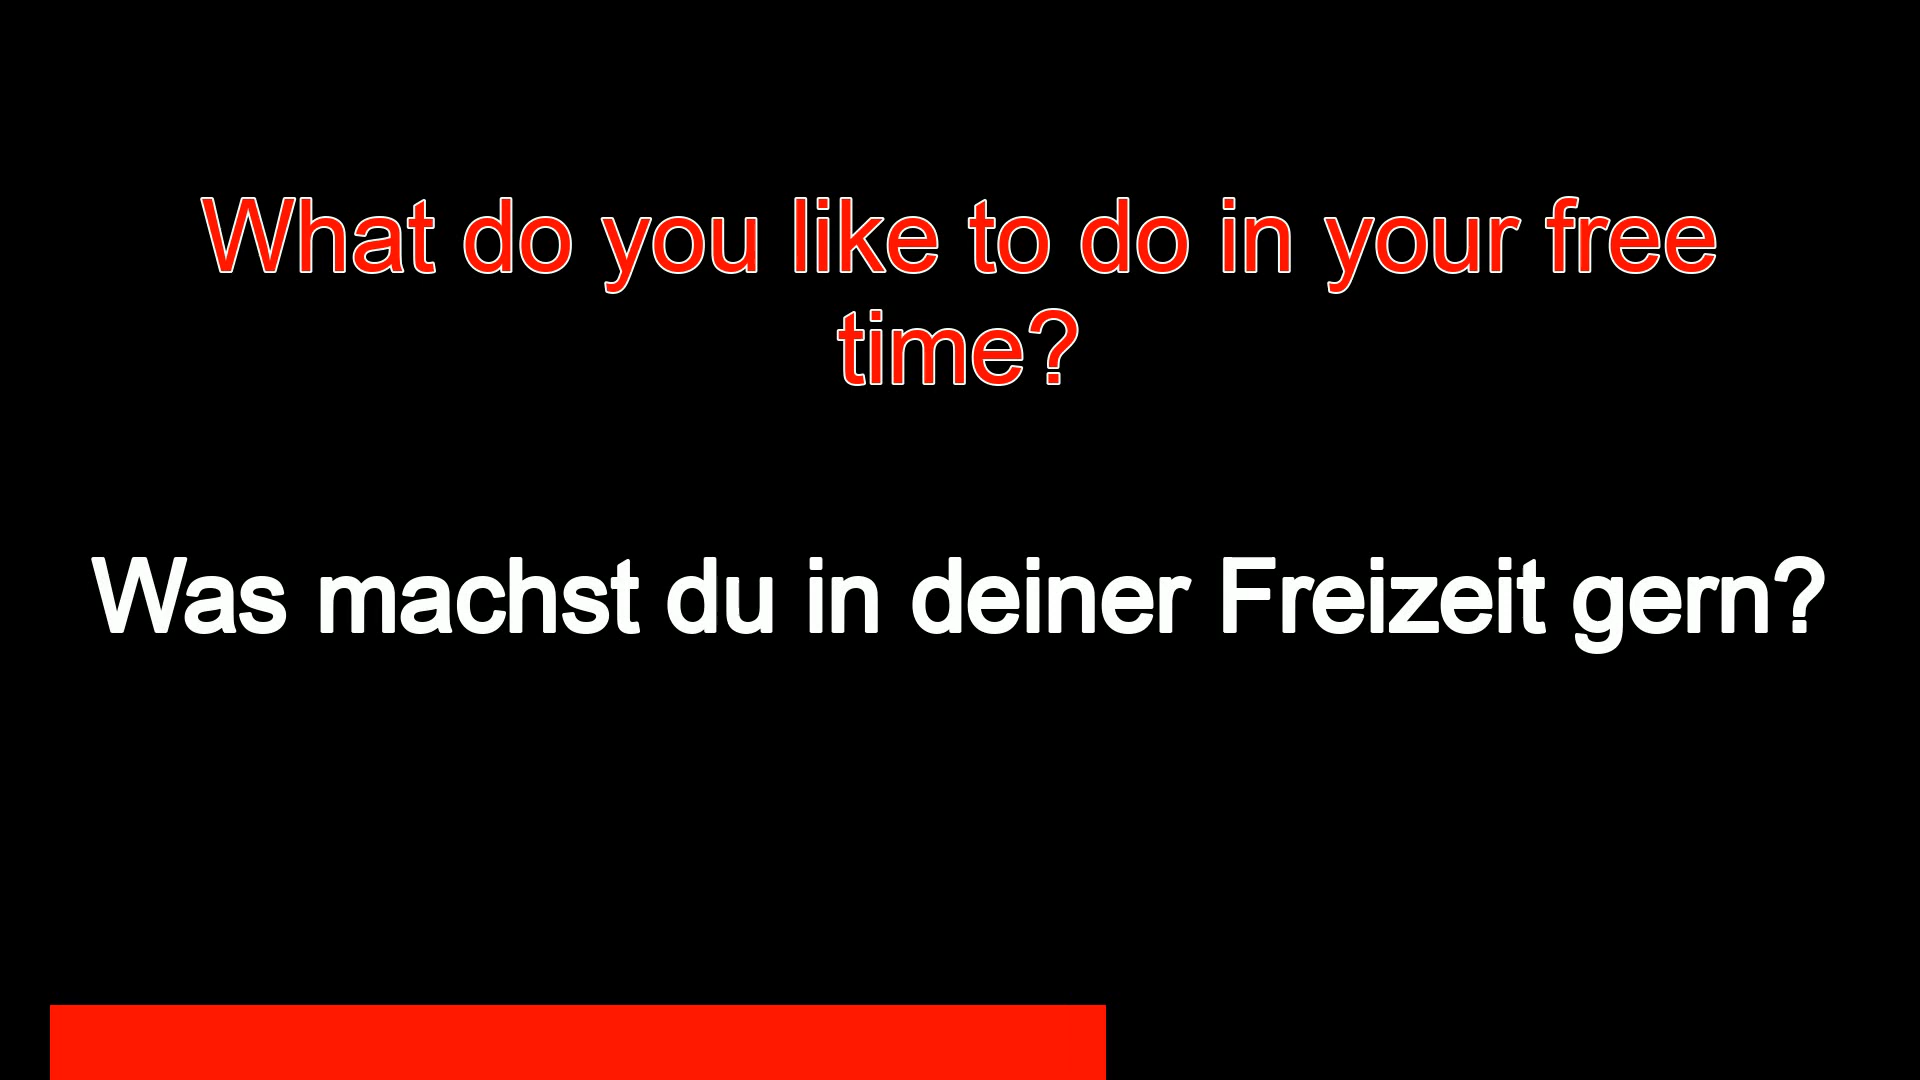 What do you like to do in your free
time?
Was machst du in deiner Freizeit gern?